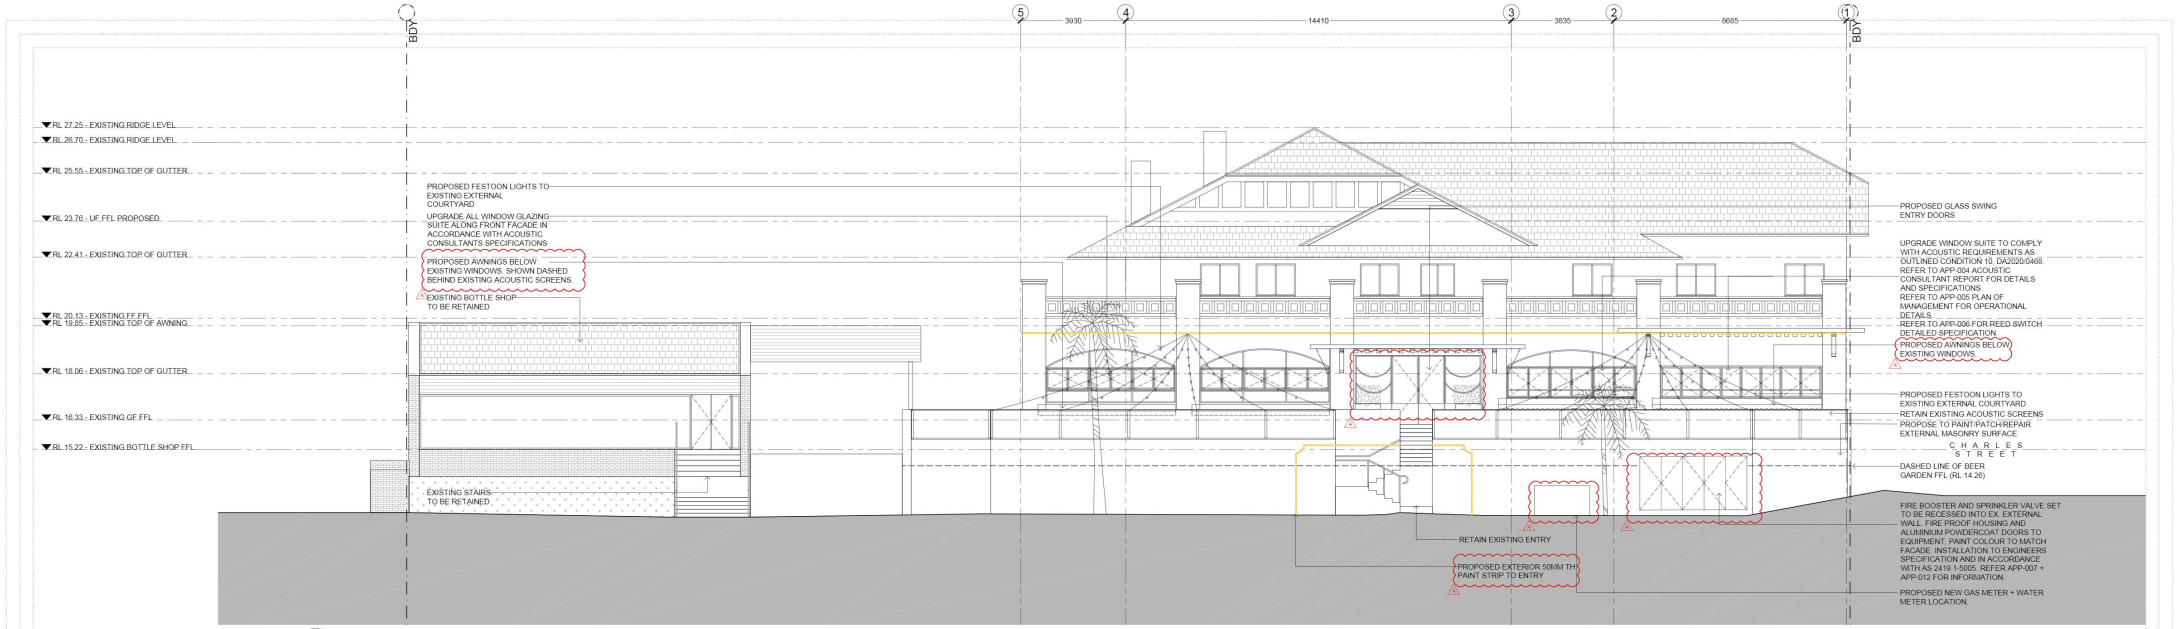 5
3930
4
14410
3
3835
2
8685
1
BDY
BDY
RL 27.25 - EXISTING RIDGE LEVEL
RL 26.70 - EXISTING RIDGE LEVEL
RL 25.55 - EXISTING TOP OF GUTTER
RL 23.76 - UF FFL PROPOSED
RL 22.41 - EXISTING TOP OF GUTTER
RL 20.13 - EXISTING FF FFL
RL 19.85 - EXISTING TOP OF AWNING
RL 18.06 - EXISTING TOP OF GUTTER
RL 16.33 - EXISTING GF FFL
RL 15.22 - EXISTING BOTTLE SHOP FFL
PROPOSED FESTOON LIGHTS TO
EXISTING EXTERNAL
COURTYARD
UPGRADE ALL WINDOW GLAZING
SUITE ALONG FRONT FACADE IN
ACCORDANCE WITH ACOUSTIC
CONSULTANTS SPECIFICATIONS
PROPOSED AWNINGS BELOW
EXISTING WINDOWS. SHOWN DASHED
BEHIND EXISTING ACOUSTIC SCREENS.
EXISTING BOTTLE SHOP
TO BE RETAINED
EXISTING STAIRS
TO BE RETAINED
RETAIN EXISTING ENTRY
PROPOSED EXTERIOR 50MM TH
PAINT STRIP TO ENTRY
PROPOSED GLASS SWING
ENTRY DOORS
UPGRADE WINDOW SUITE TO COMPLY
WITH ACOUSTIC REQUIREMENTS AS
OUTLINED CONDITION 10, DA2020/0468.
REFER TO APP-004 ACOUSTIC
CONSULTANT REPORT FOR DETAILS
AND SPECIFICATIONS.
REFER TO APP-005 PLAN OF
MANAGEMENT FOR OPERATIONAL
DETAILS.
REFER TO APP-006 FOR REED SWITCH
DETAILED SPECIFICATION.
PROPOSED AWNINGS BELOW
EXISTING WINDOWS.
PROPOSED FESTOON LIGHTS TO
EXISTING EXTERNAL COURTYARD
RETAIN EXISTING ACOUSTIC SCREENS
PROPOSE TO PAINT/PATCH/REPAIR
EXTERNAL MASONRY SURFACE
CHARLES
STREET
DASHED LINE OF BEER
GARDEN FFL (RL 14.26)
FIRE BOOSTER AND SPRINKLER VALVE SET
TO BE RECESSED INTO EX. EXTERNAL
WALL. FIRE PROOF HOUSING AND
ALUMINIUM POWDERCOAT DOORS TO
EQUIPMENT, PAINT COLOUR TO MATCH
FACADE. INSTALLATION TO ENGINEERS
SPECIFICATION AND IN ACCORDANCE
WITH AS 2419.1-5005. REFER APP-007 +
APP-012 FOR INFORMATION.
PROPOSED NEW GAS METER + WATER
METER LOCATION.